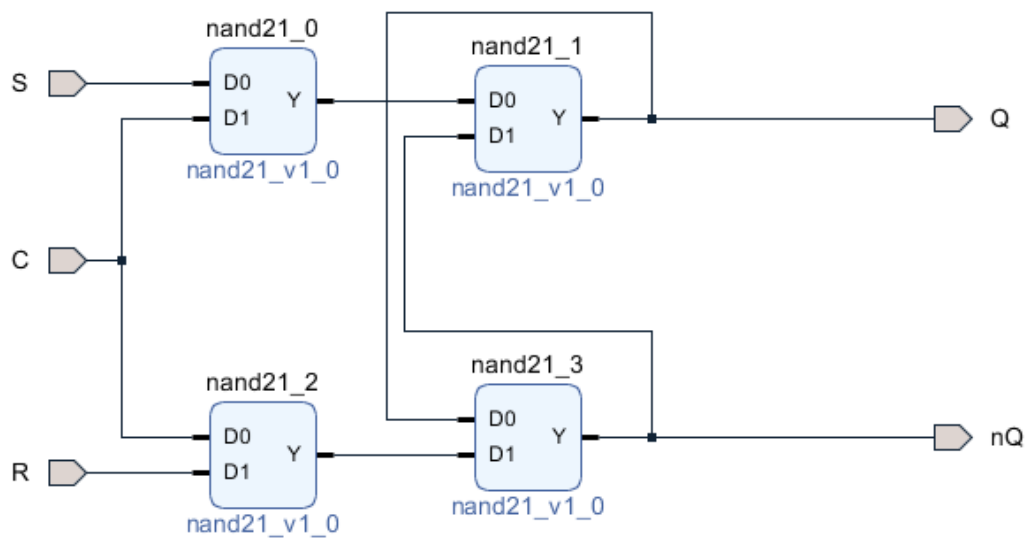 nand21_0
S
D0
D1
Y
nand21_v1_0
nand21_1
D0
D1
Y
nand21_v1_0
Q
C
nand21_2
D0
D1
Y
nand21_v1_0
R
nand21_3
D0
D1
Y
nand21_v1_0
nQ